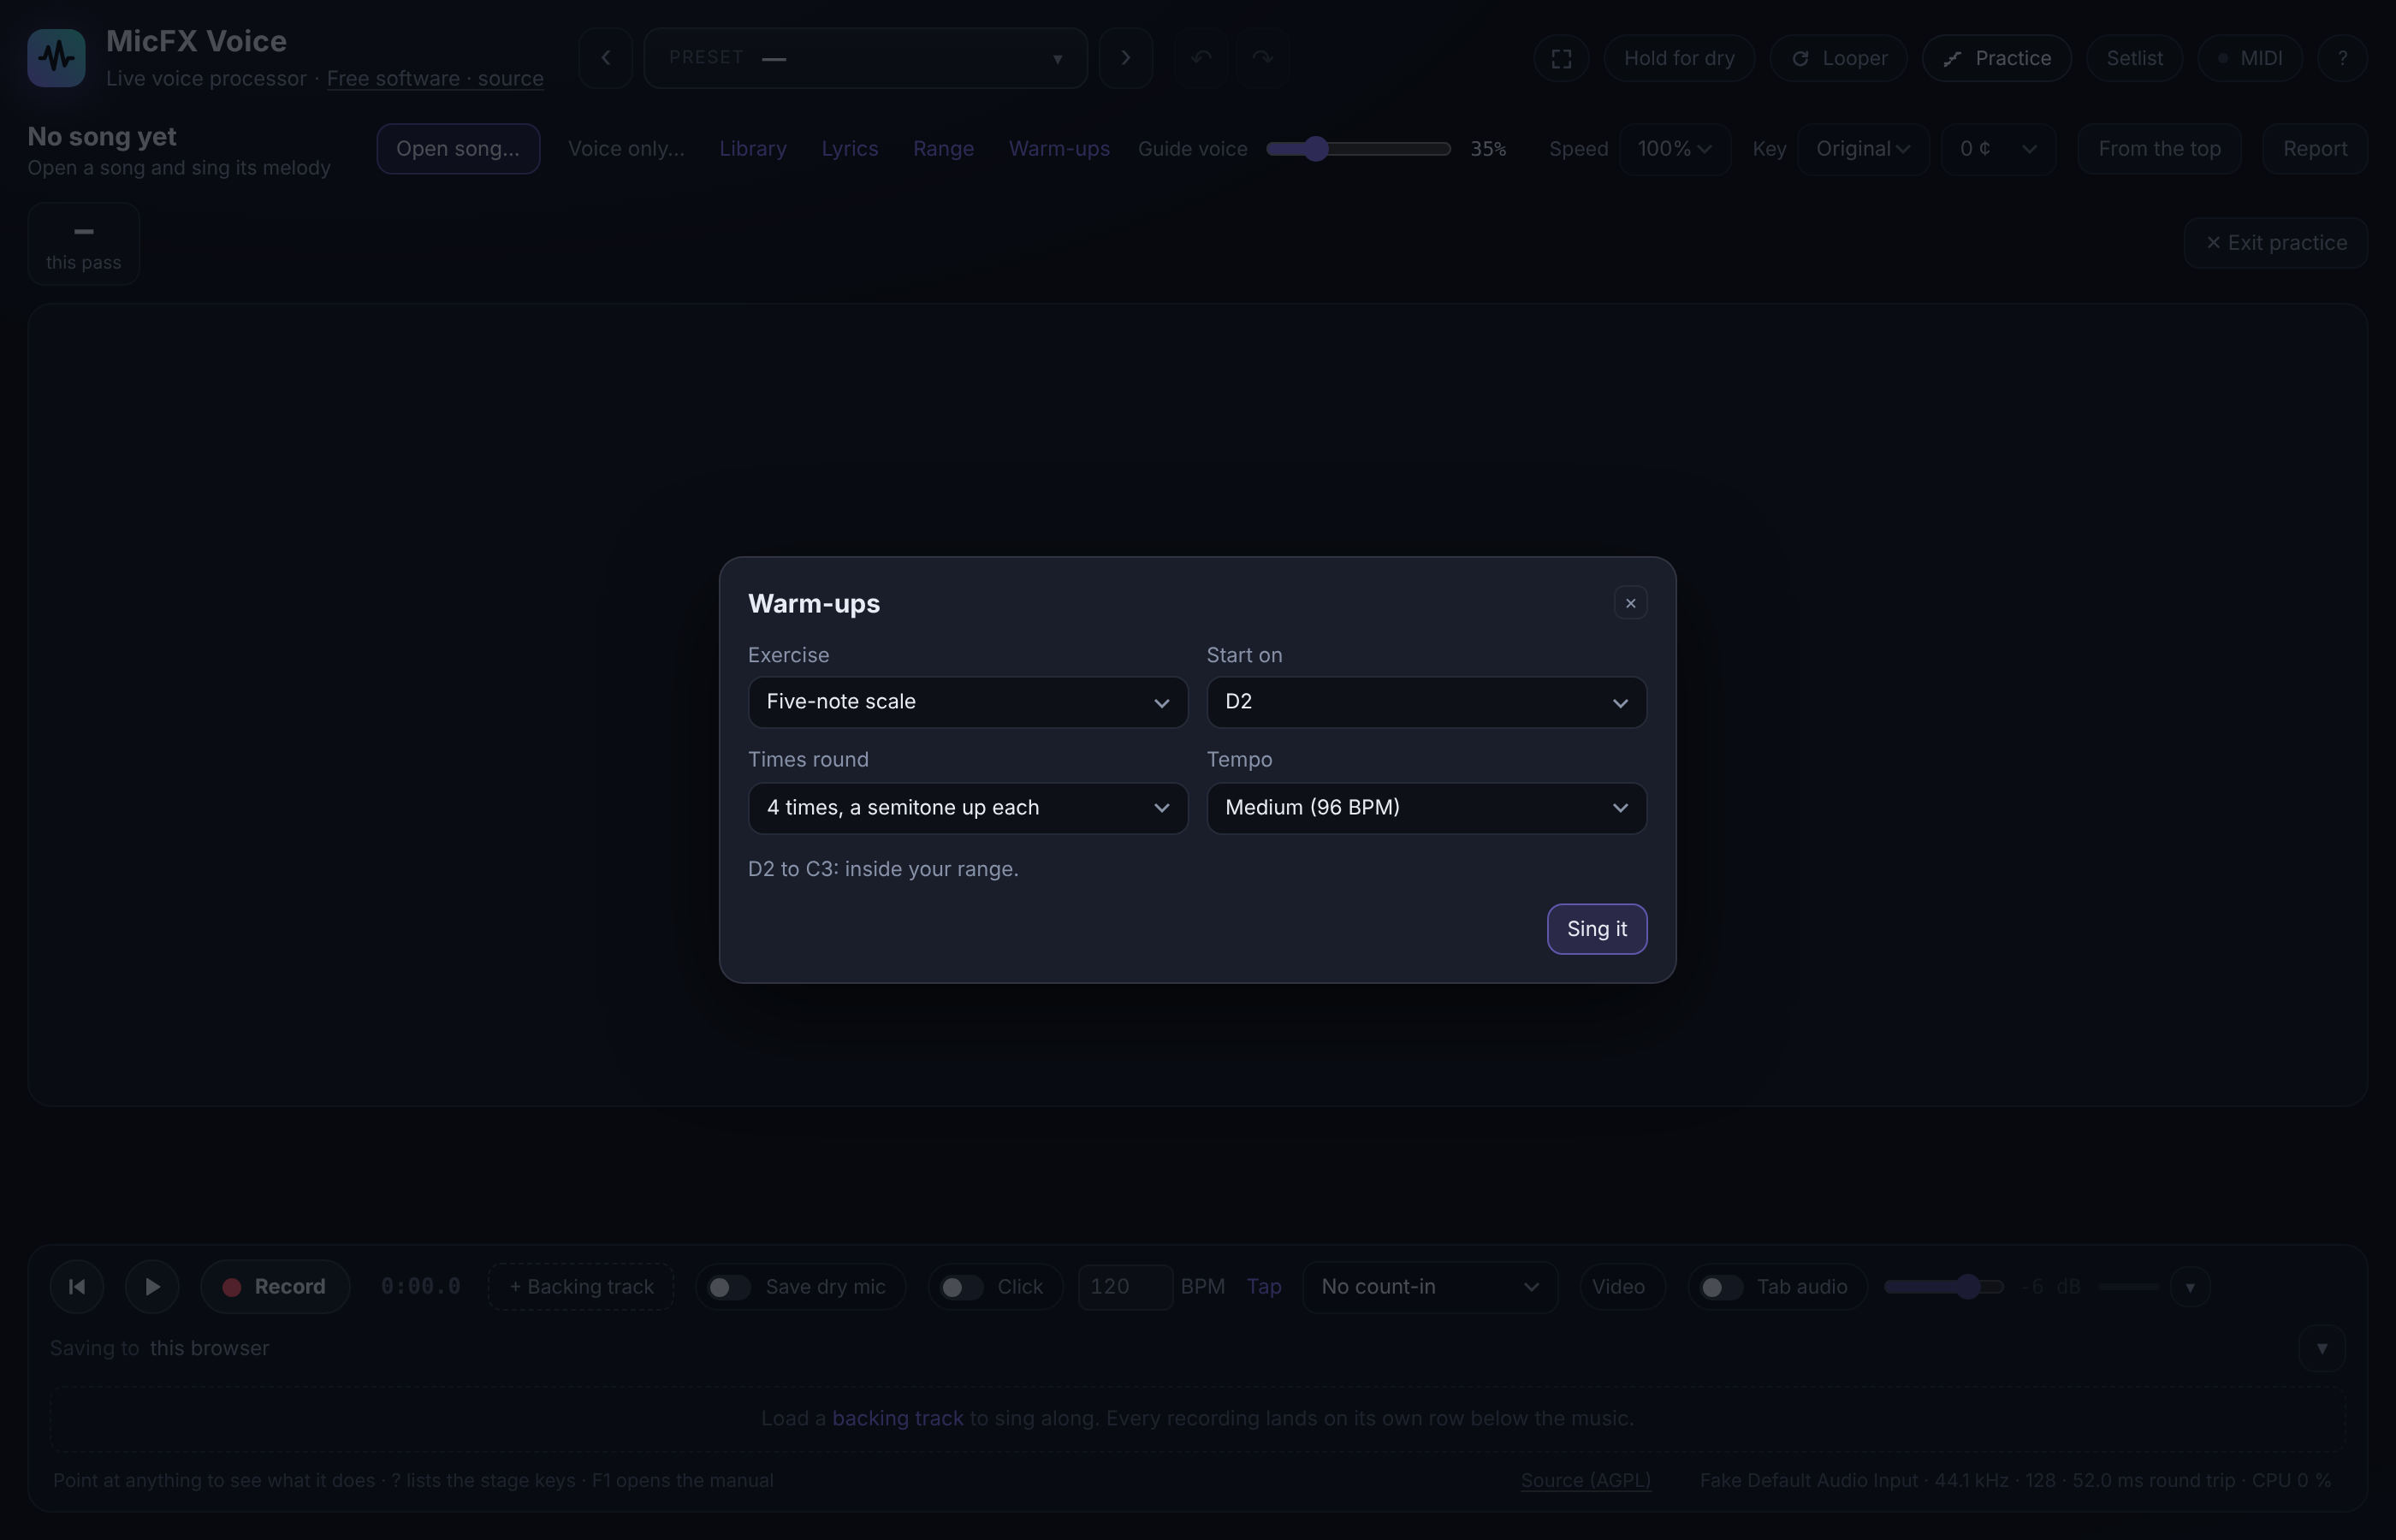 MicFX Voice
Live voice processor · Free software · source
PRESET —
Hold for dry
Looper
Practice
Setlist
MIDI
?
No song yet
Open a song and sing its melody
Open song...
Voice only...
Library
Lyrics
Range
Warm-ups
Guide voice
35%
Speed
100%
Key
Original
0 ¢
From the top
Report
—
this pass
✕ Exit practice
Warm-ups
×
Exercise
Start on
Five-note scale
D2
Times round
Tempo
4 times, a semitone up each
Medium (96 BPM)
D2 to C3: inside your range.
Sing it
Record
0:00.0
+ Backing track
Save dry mic
Click
120
BPM
Tap
No count-in
Video
Tab audio
-6 dB
Saving to this browser
Load a backing track to sing along. Every recording lands on its own row below the music.
Point at anything to see what it does · ? lists the stage keys · F1 opens the manual
Source (AGPL)
Fake Default Audio Input · 44.1 kHz · 128 · 52.0 ms round trip · CPU 0 %